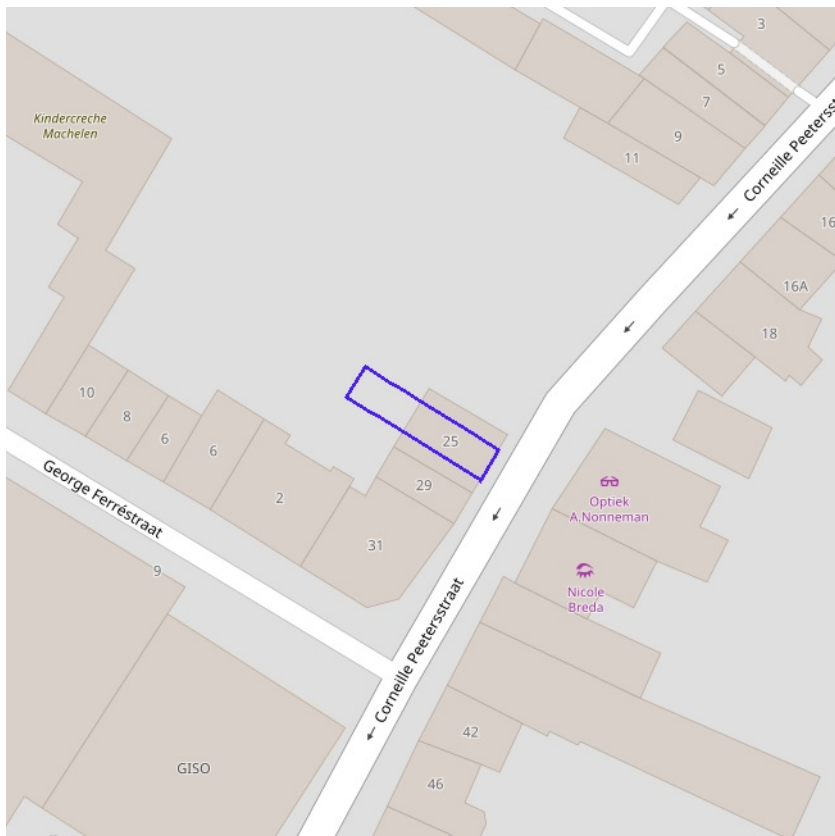 3
5
7
9
11
Corneille Peetersst
Kindercreche
Machelen
16
16A
18
10
8
6
6
2
25
29
31
George Ferréstraat
Optiek
A.Nonneman
Nicole
Breda
9
Corneille Peetersstraat
42
46
GISO